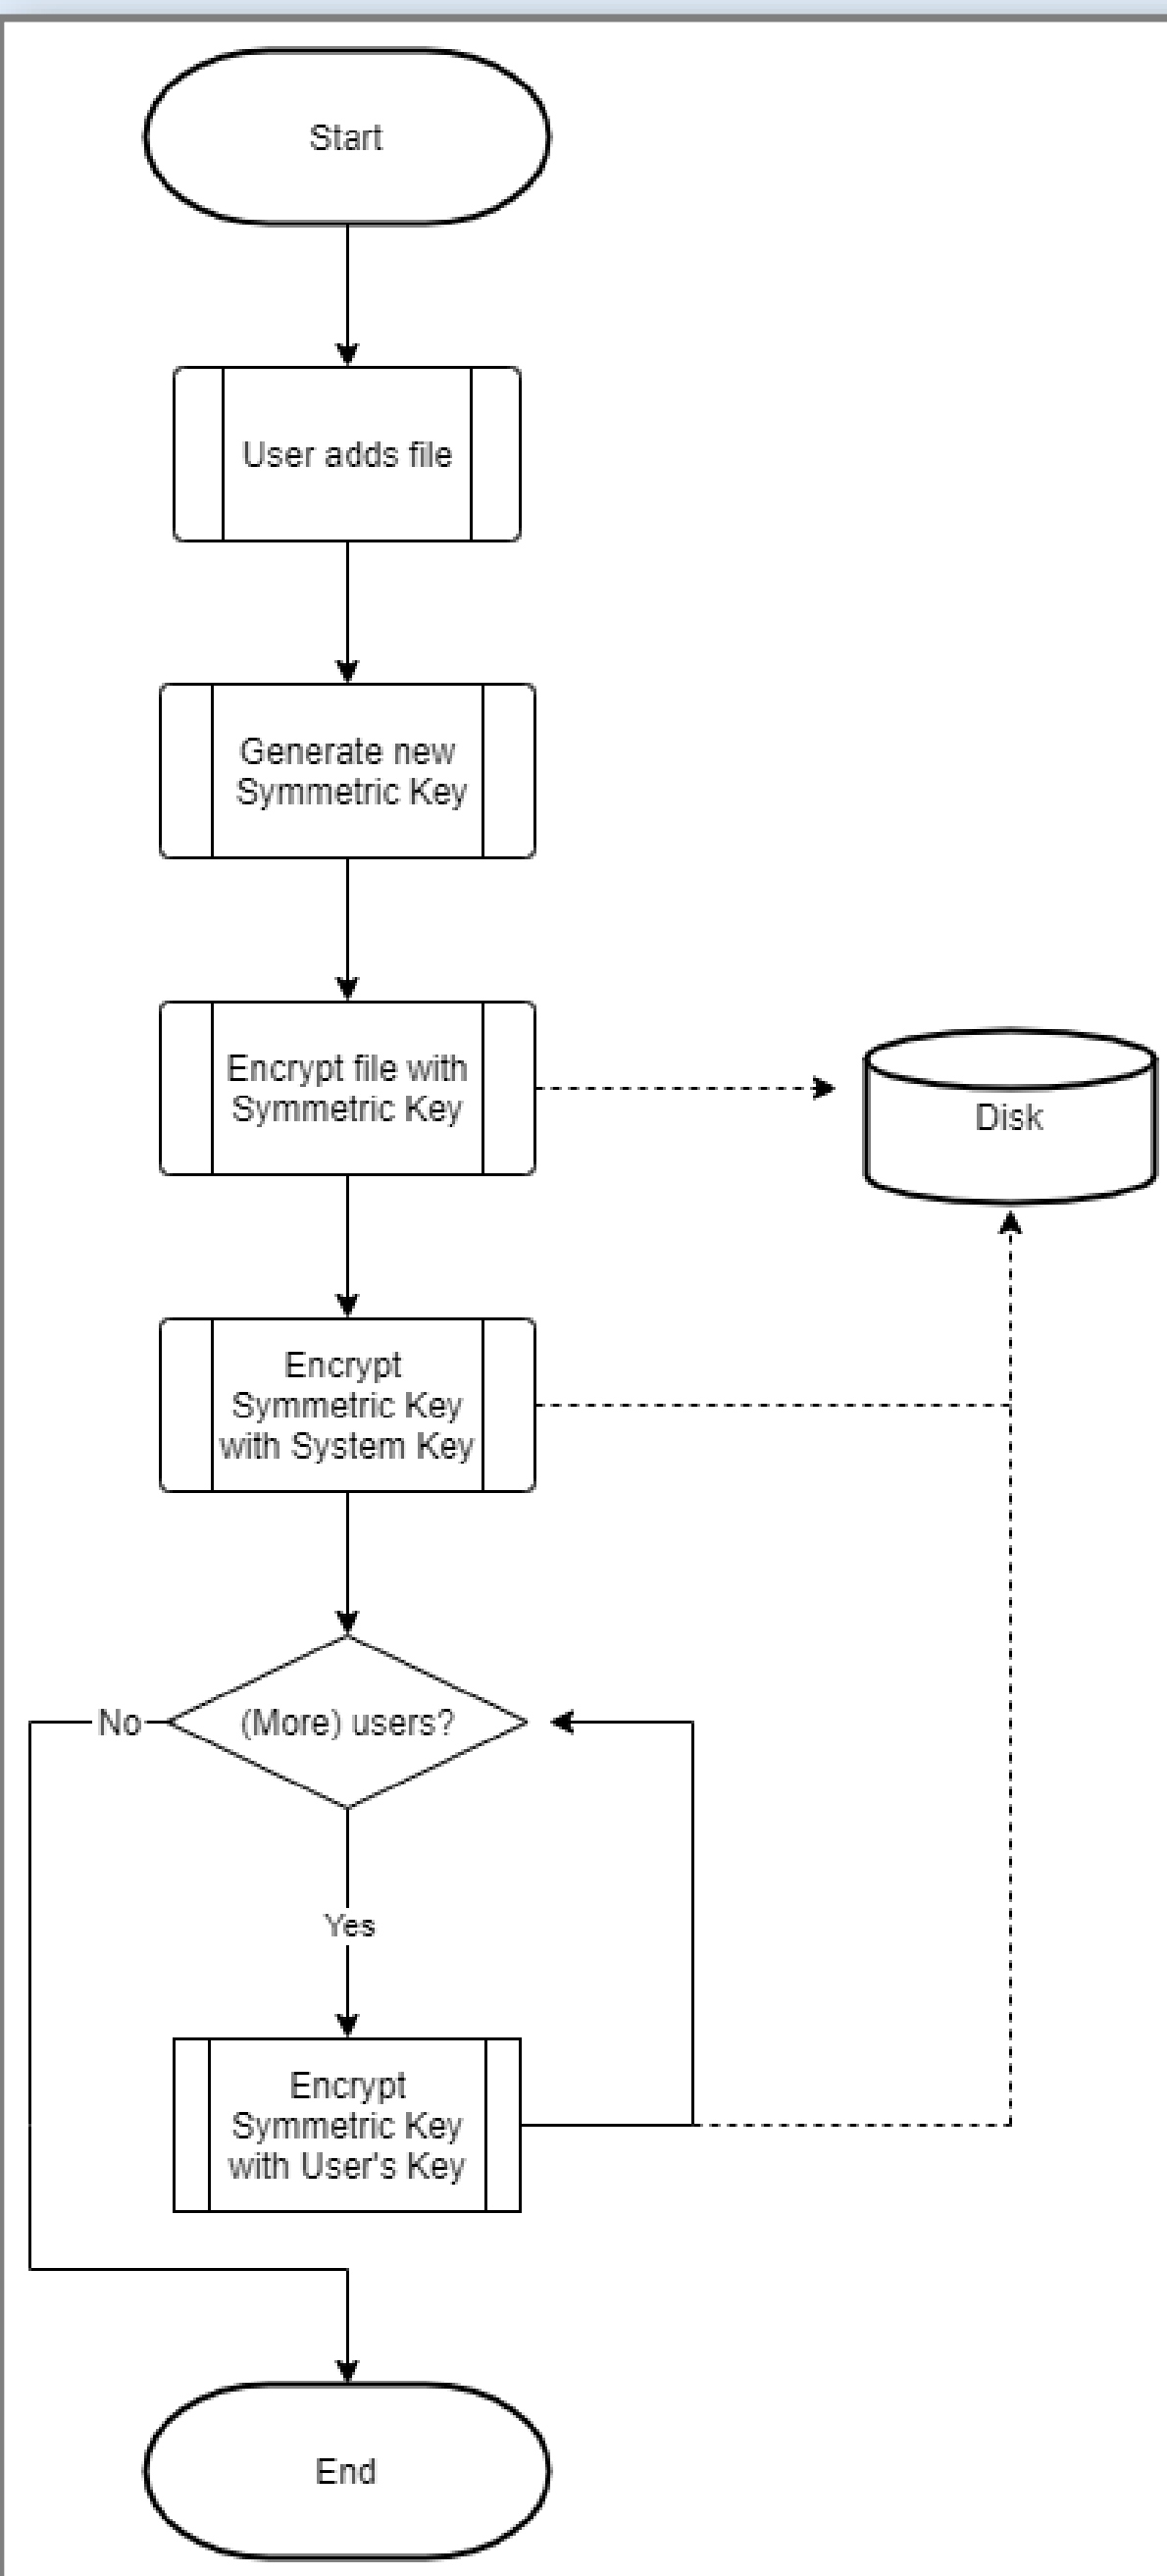 Start
User adds file
Generate new
Symmetric Key
Encrypt file with
Symmetric Key
Disk
Encrypt
Symmetric Key
with System Key
No
(More) users?
Yes
Encrypt
Symmetric Key
with User's Key
End